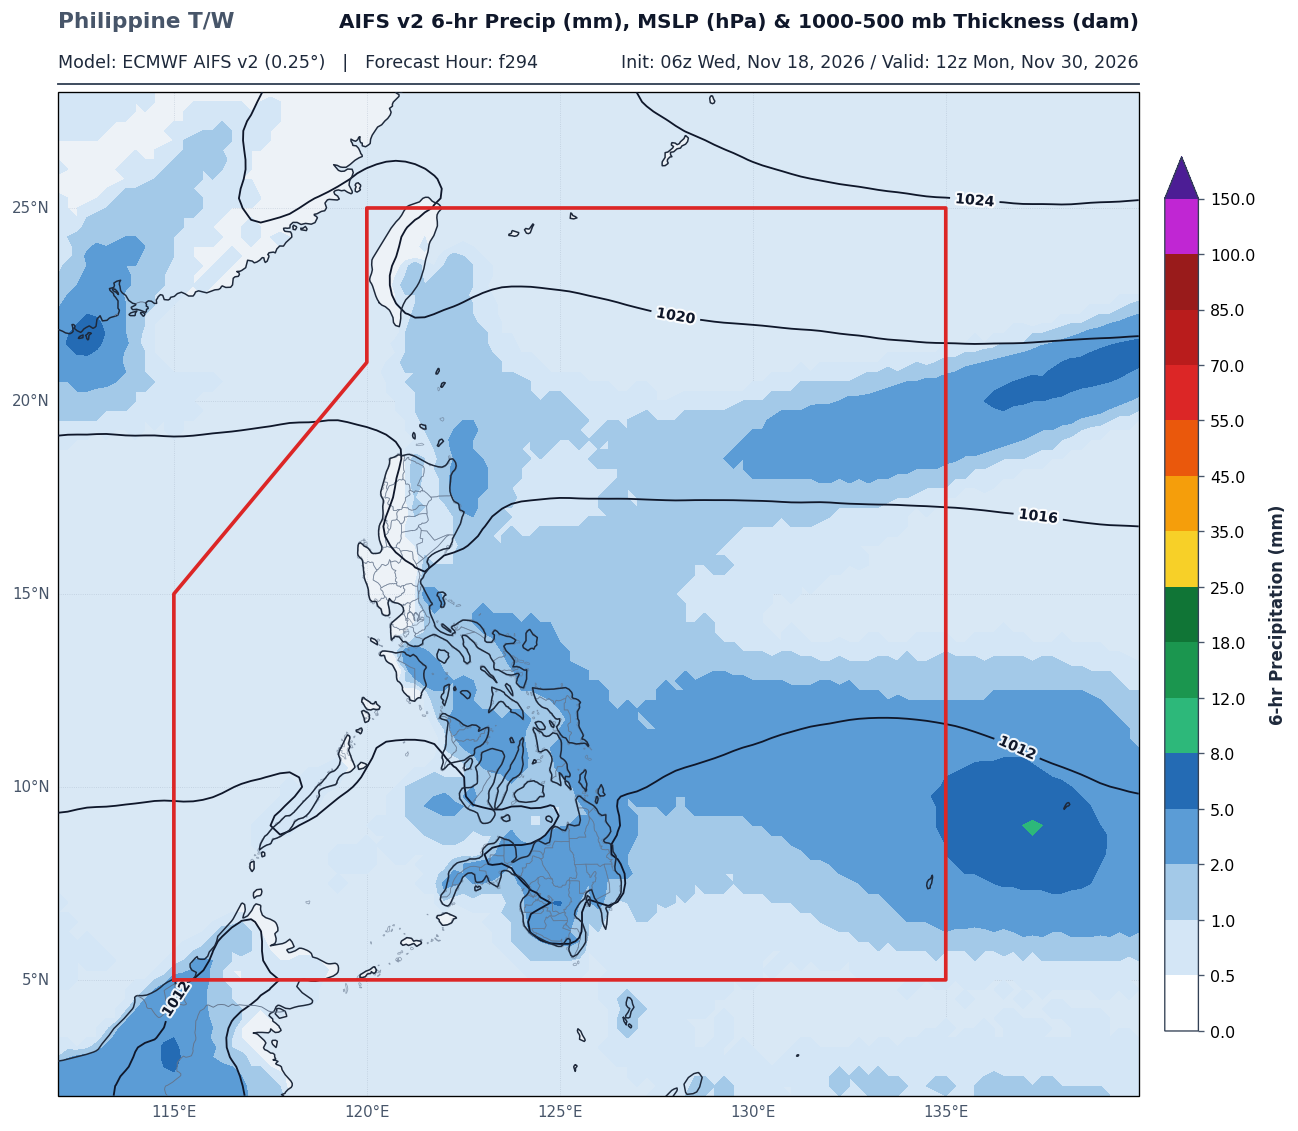 Philippine T/W
AIFS v2 6-hr Precip (mm), MSLP (hPa) & 1000-500 mb Thickness (dam)
Model: ECMWF AIFS v2 (0.25°) | Forecast Hour: f294
Init: 06z Wed, Nov 18, 2026 / Valid: 12z Mon, Nov 30, 2026
25°N
20°N
15°N
10°N
5°N
115°E
120°E
125°E
130°E
135°E
1024
1020
1016
1012
1012
150.0
100.0
85.0
70.0
55.0
45.0
35.0
25.0
18.0
12.0
8.0
5.0
2.0
1.0
0.5
0.0
6-hr Precipitation (mm)